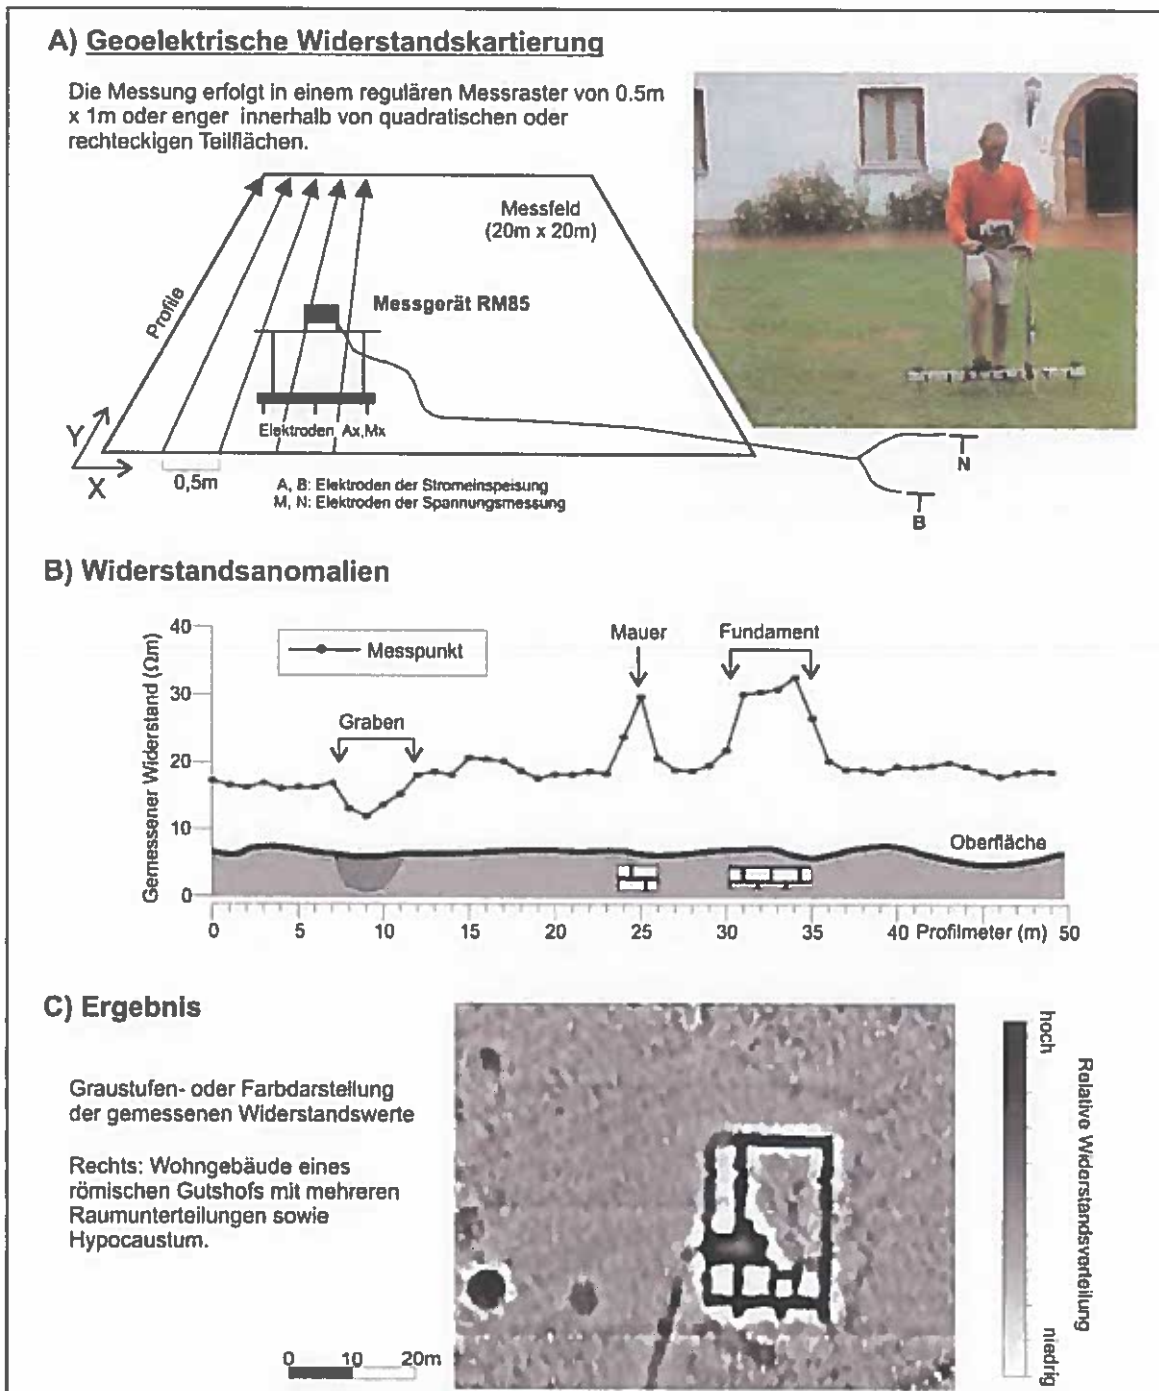 A) Geoelektrische Widerstandskartierung
Die Messung erfolgt in einem regulären Messraster von 0.5m
x 1m oder enger innerhalb von quadratischen oder
rechteckigen Teilflächen.
Messfeld
(20m x 20m)
Profile
Messgerät RM85
Elektroden Ax,Mx
Y
X
0,5m
A, B: Elektroden der Stromeinspeisung
M, N: Elektroden der Spannungsmessung
N
B
B) Widerstandsanomalien
Gemessener Widerstand (Ωm)
40
30
20
10
0
Messpunkt
Graben
Mauer
Fundament
Oberfläche
0 5 10 15 20 25 30 35 40 Profilmeter (m) 50
C) Ergebnis
Graustufen- oder Farbdarstellung
der gemessenen Widerstandswerte
Rechts: Wohngebäude eines
römischen Gutshofs mit mehreren
Raumunterteilungen sowie
Hypocaustum.
0 10 20m
hoch
Relative Widerstandsverteilung
niedrig